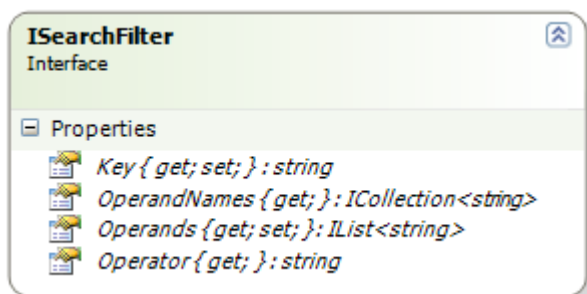 ISearchFilter
Interface
Properties
Key { get; set; } : string
OperandNames { get; } : ICollection<string>
Operands { get; set; } : IList<string>
Operator { get; } : string